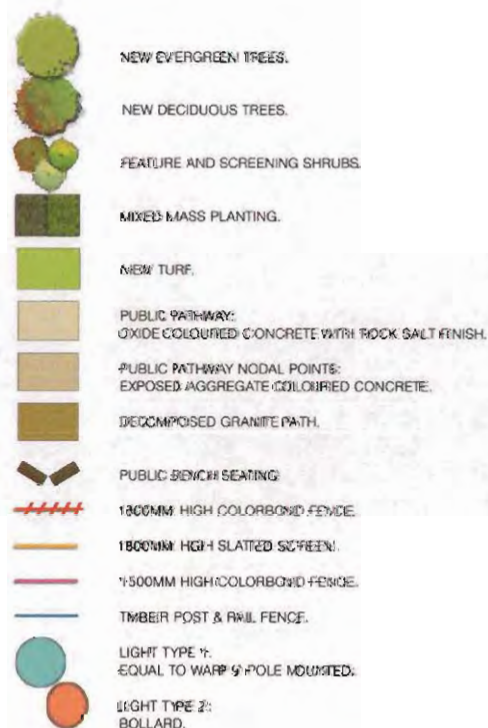 NEW EVERGREEN TREES.
NEW DECIDUOUS TREES.
FEATURE AND SCREENING SHRUBS.
MIXED MASS PLANTING.
NEW TURF.
PUBLIC PATHWAY:
OXIDE COLOURED CONCRETE WITH ROCK SALT FINISH.
PUBLIC PATHWAY NODAL POINTS:
EXPOSED AGGREGATE COLOURED CONCRETE.
DECOMPOSED GRANITE PATH.
PUBLIC BENCH SEATING
HIGH COLORBOND FENCE.
1800MM HIGH SLATTED SCREEN.
1500MM HIGH COLORBOND FENCE.
TIMBER POST & RAIL FENCE.
LIGHT TYPE 1:
EQUAL TO WARP POLE MOUNTED.
LIGHT TYPE 2:
BOLLARD.